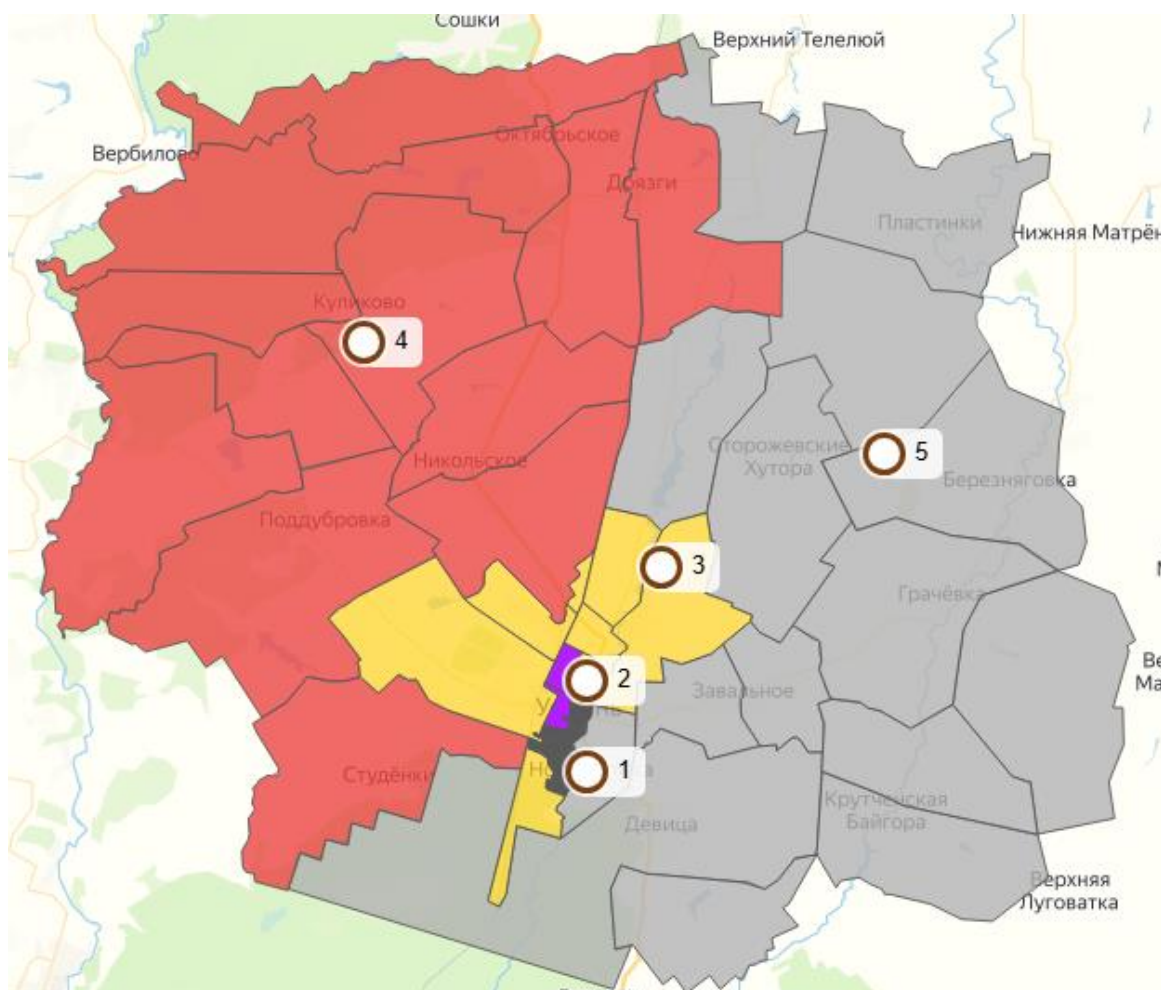 Сошки
Верхний Телелюй
Октябрьское
Вербилово
Дрязги
Пластинки
Нижняя Матрён
Куликово
4
Сторожевские
Хутора
5
Никольское
Березняговка
Поддубровка
3
Грачёвка
2
Завальное
Студёнки
1
Крутченская
Байгора
Девица
Верхняя
Луговатка